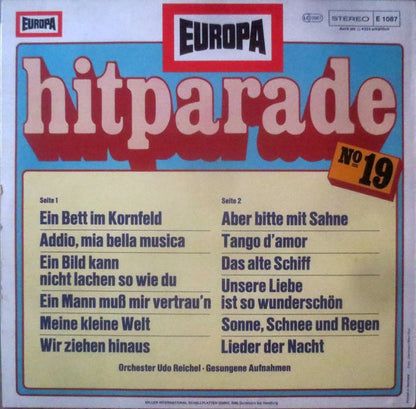 EUROPA
EUROPA
STEREO E 1087
hitparade
No 19
Seite 1
Ein Bett im Kornfeld
Addio, mia bella musica
Ein Bild kann
nicht lachen so wie du
Ein Mann muß mir vertrau'n
Meine kleine Welt
Wir ziehen hinaus
Seite 2
Aber bitte mit Sahne
Tango d'amor
Das alte Schiff
Unsere Liebe
ist so wunderschön
Sonne, Schnee und Regen
Lieder der Nacht
Orchester Udo Reichel · Gesungene Aufnahmen